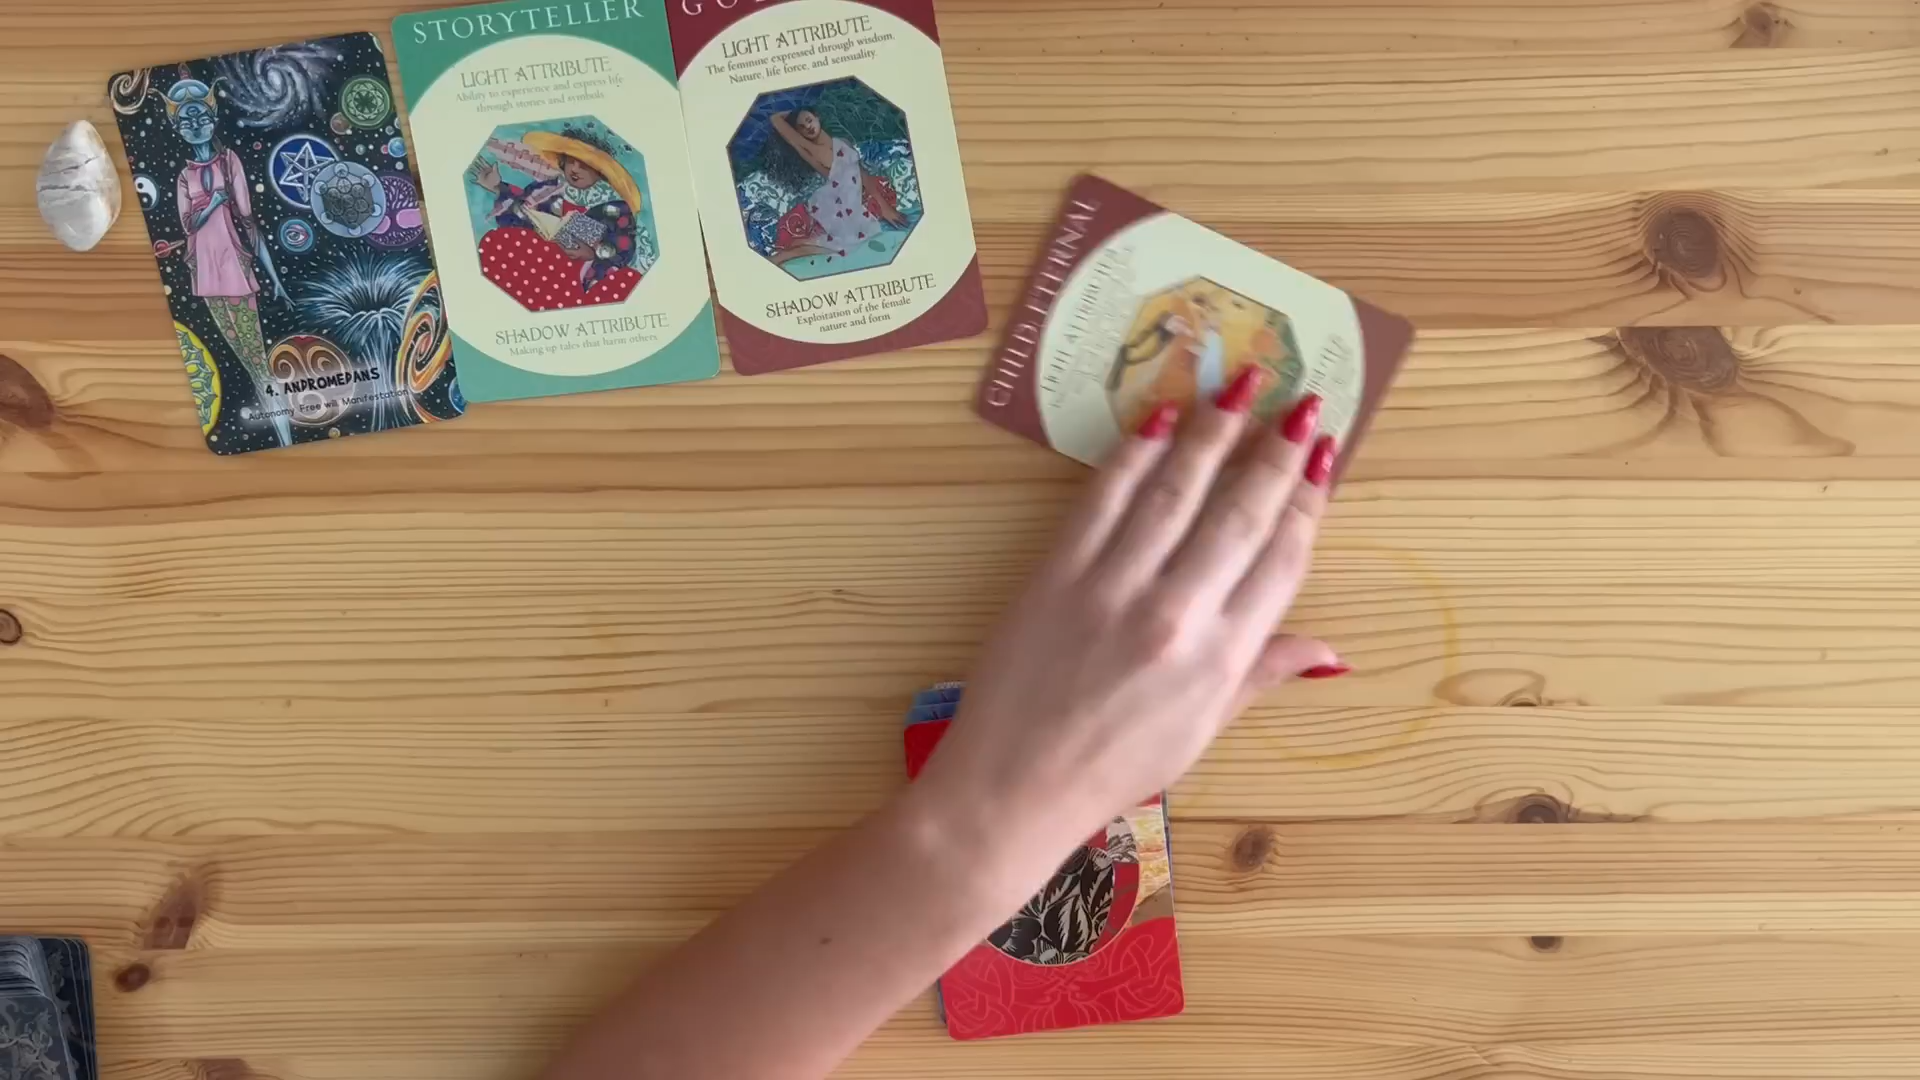 STORYTELLER
LIGHT ATTRIBUTE
Ability to experience and express life
through stories and symbols.
SHADOW ATTRIBUTE
Making up tales that harm others.
LIGHT ATTRIBUTE
The feminine expressed through wisdom,
Nature, life force, and sensuality.
SHADOW ATTRIBUTE
Exploitation of the female
nature and form
4. ANDROMEDANS
Autonomy Free will Manifestation
CHILD ETERNAL
LIGHT ATTRIBUTE